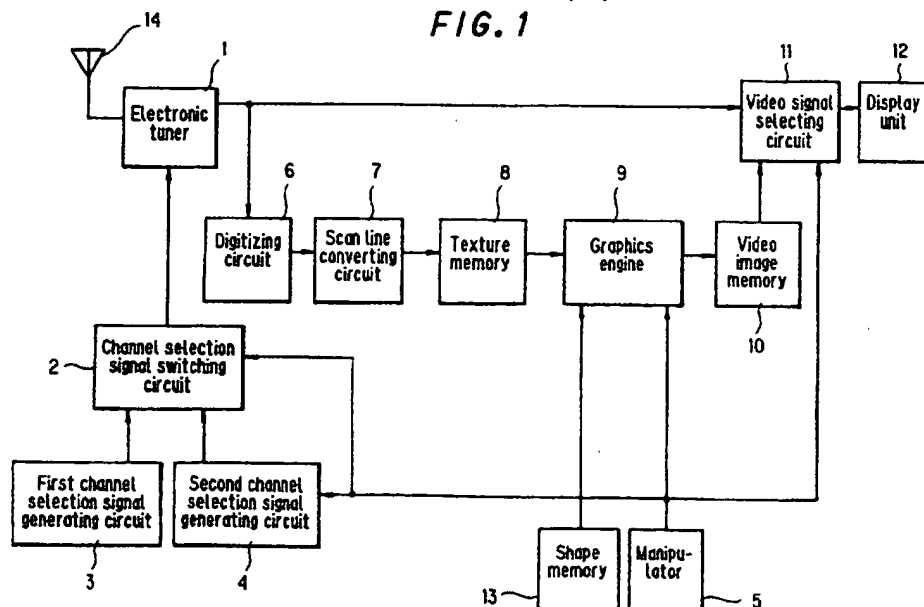 FIG. 1
14
1
11
12
Electronic
tuner
Video signal
selecting
circuit
Display
unit
6
7
8
9
Digitizing
circuit
Scan line
converting
circuit
Texture
memory
Graphics
engine
Video
image
memory
10
2
Channel selection
signal switching
circuit
First channel
selection signal
generating circuit
Second channel
selection signal
generating circuit
3
4
Shape
memory
Manipu-
lator
13
5